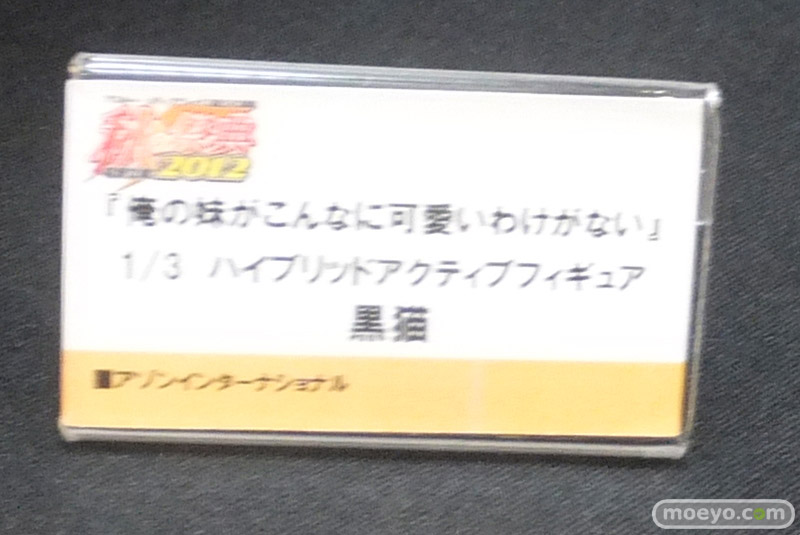 秋 祭典
2012
「俺の妹がこんなに可愛いわけがない」
1/3 ハイブリッドアクティブフィギュア
黒猫
■アゾンインターナショナル
moeyo.com